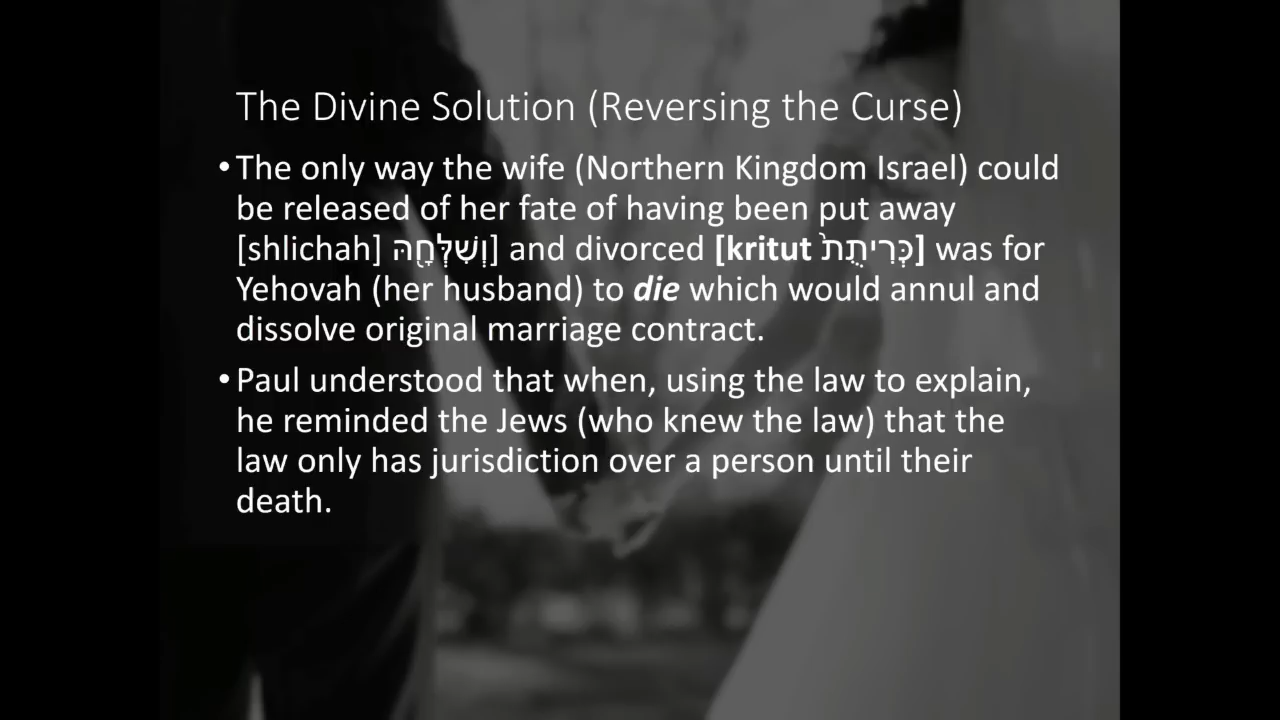 The Divine Solution (Reversing the Curse)
•The only way the wife (Northern Kingdom Israel) could
be released of her fate of having been put away
[shlichah] וְשִׁלְּחָ֖הּ] and divorced [kritut כְּרִיתֻת֙] was for
Yehovah (her husband) to die which would annul and
dissolve original marriage contract.
•Paul understood that when, using the law to explain,
he reminded the Jews (who knew the law) that the
law only has jurisdiction over a person until their
death.